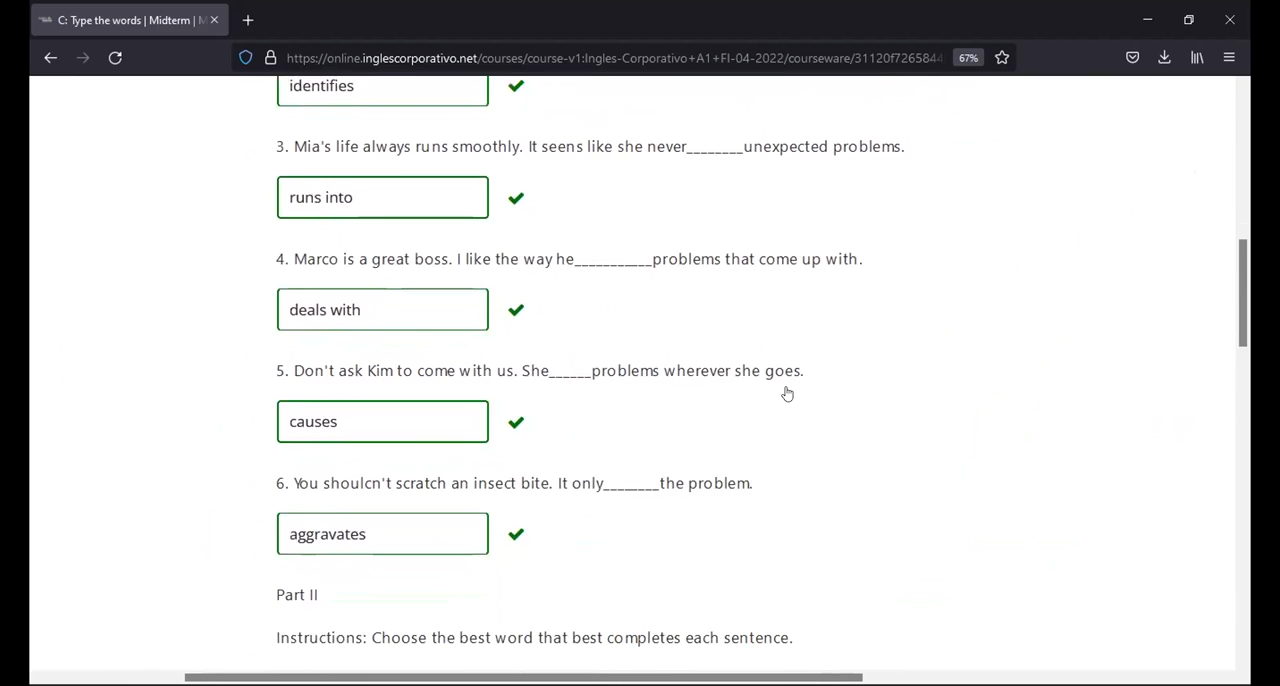 C: Type the words | Midterm | M
https://online.inglescorporativo.net/courses/course-v1:Ingles-Corporativo+A1+FI-04-2022/courseware/31120f7265844
67%
identifies
3. Mia's life always runs smoothly. It seens like she never________unexpected problems.
runs into
4. Marco is a great boss. I like the way he___________problems that come up with.
deals with
5. Don't ask Kim to come with us. She______problems wherever she goes.
causes
6. You shoulcn't scratch an insect bite. It only________the problem.
aggravates
Part II
Instructions: Choose the best word that best completes each sentence.